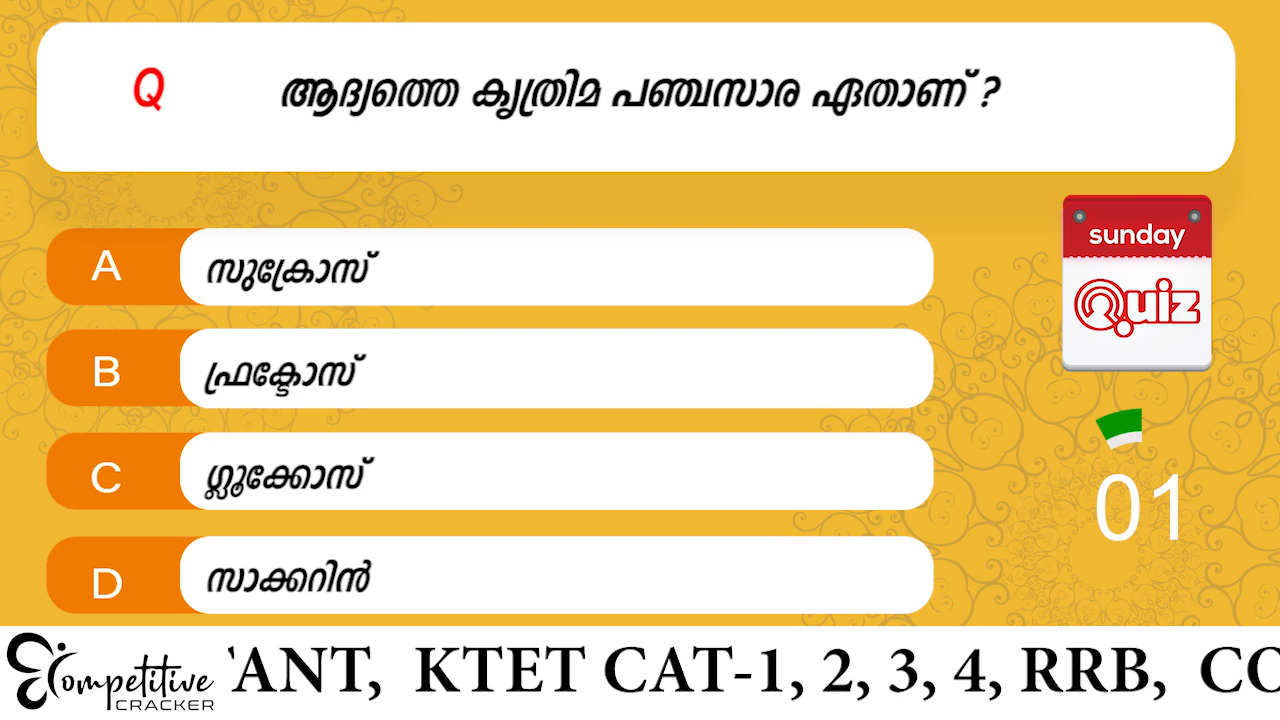 Q ആദ്യത്തെ കൃത്രിമ പഞ്ചസാര ഏതാണ് ?
sunday
Quiz
A സുക്രോസ്
B ഫ്രക്ടോസ്
C ഗ്ലൂക്കോസ്
D സാക്കറിൻ
01
Competitive
CRACKER
'ANT, KTET CAT-1, 2, 3, 4, RRB, CO